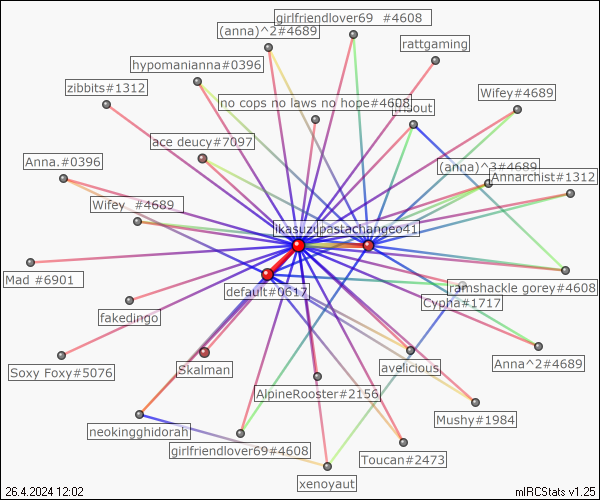 girlfriendlover69  #4608
(anna)^2#4689
rattgaming
hypomanianna#0396
zibbits#1312
Wifey#4689
no cops no laws no hope#4608
ace deucy#7097
Anna.#0396
(anna)^3#4689
Annarchist#1312
Wifey  #4689
pastachangeo41
Mad #6901
default#0617
ramshackle gorey#4608
Cypha#1717
fakedingo
Soxy Foxy#5076
Skalman
avelicious
Anna^2#4689
AlpineRooster#2156
Mushy#1984
neokingghidorah
girlfriendlover69#4608
Toucan#2473
xenoyaut
26.4.2024 12:02
mIRCStats v1.25